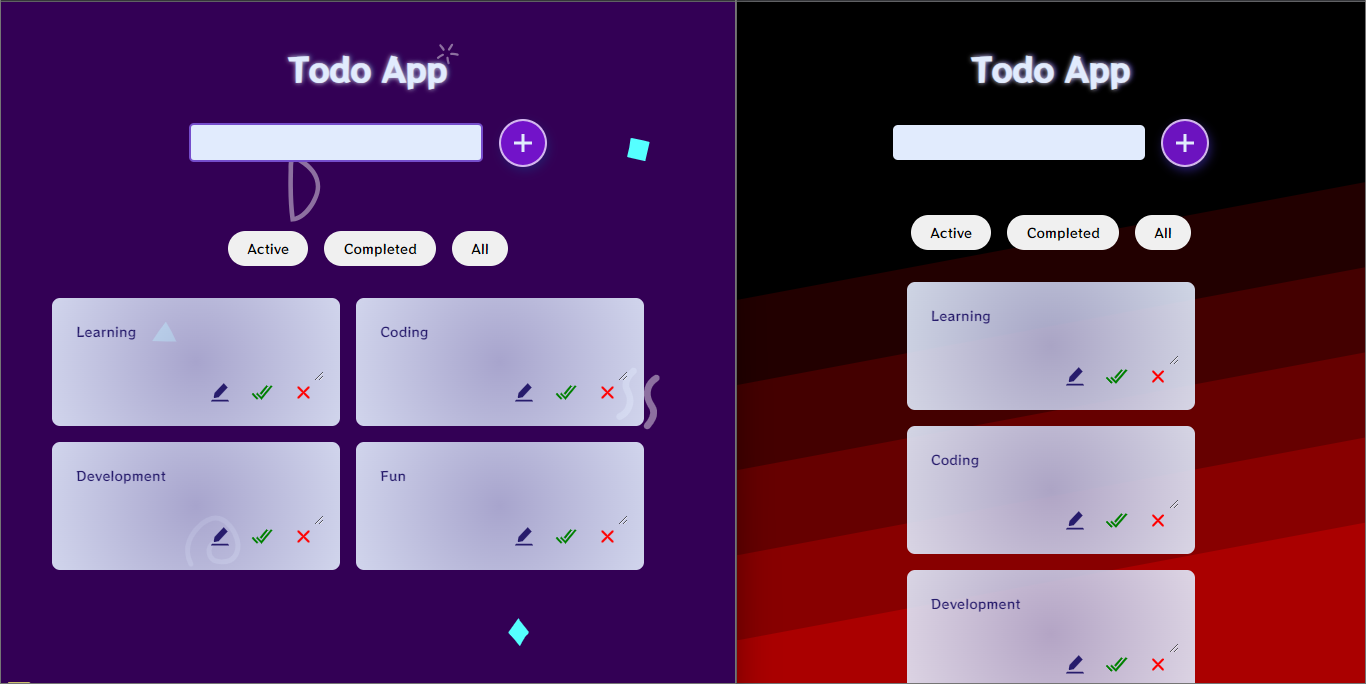 Todo App
Active Completed All
Learning Coding
Development Fun
Todo App
Active Completed All
Learning
Coding
Development